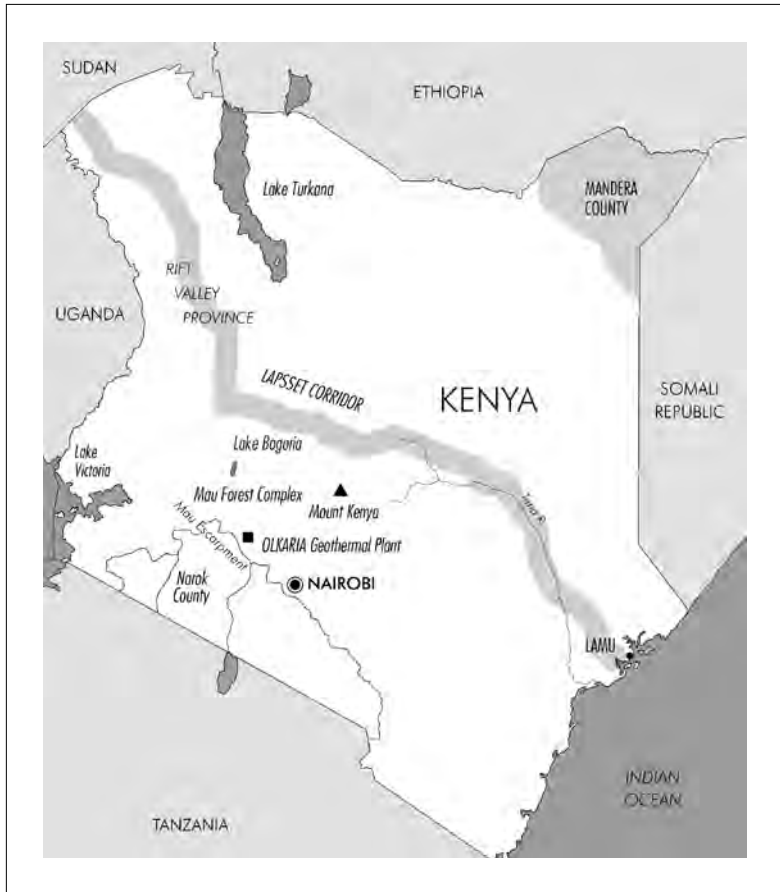 SUDAN
ETHIOPIA
Lake Turkana
MANDERA
COUNTY
RIFT
VALLEY
PROVINCE
UGANDA
LAPSSET CORRIDOR
KENYA
SOMALI
REPUBLIC
Lake Bogoria
Lake
Victoria
Mau Forest Complex
Mount Kenya
Tana R.
Mau Escarpment
OLKARIA Geothermal Plant
Narok
County
NAIROBI
LAMU
INDIAN
OCEAN
TANZANIA